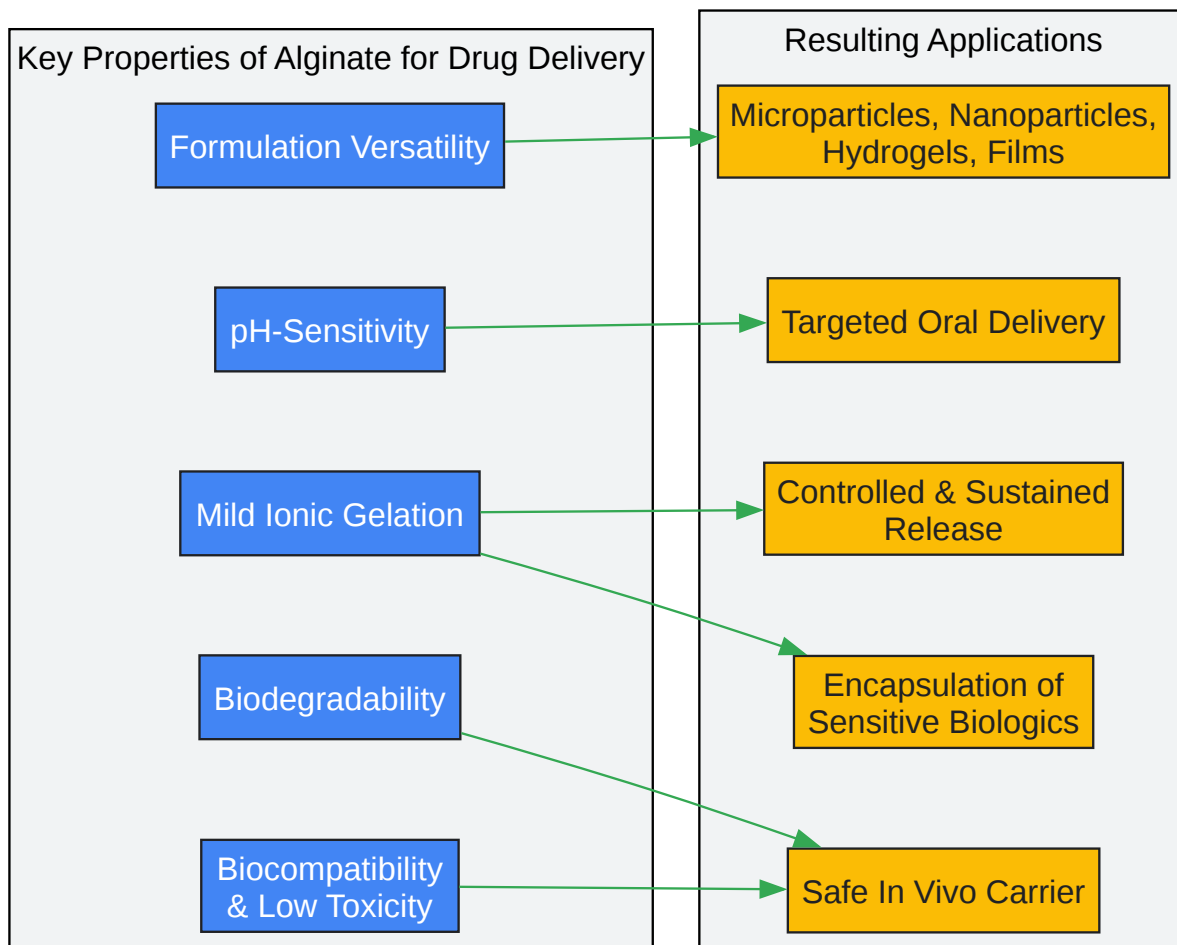 Key Properties of Alginate for Drug Delivery
Formulation Versatility
pH-Sensitivity
Mild Ionic Gelation
Biodegradability
Biocompatibility
& Low Toxicity
Resulting Applications
Microparticles, Nanoparticles,
Hydrogels, Films
Targeted Oral Delivery
Controlled & Sustained
Release
Encapsulation of
Sensitive Biologics
Safe In Vivo Carrier